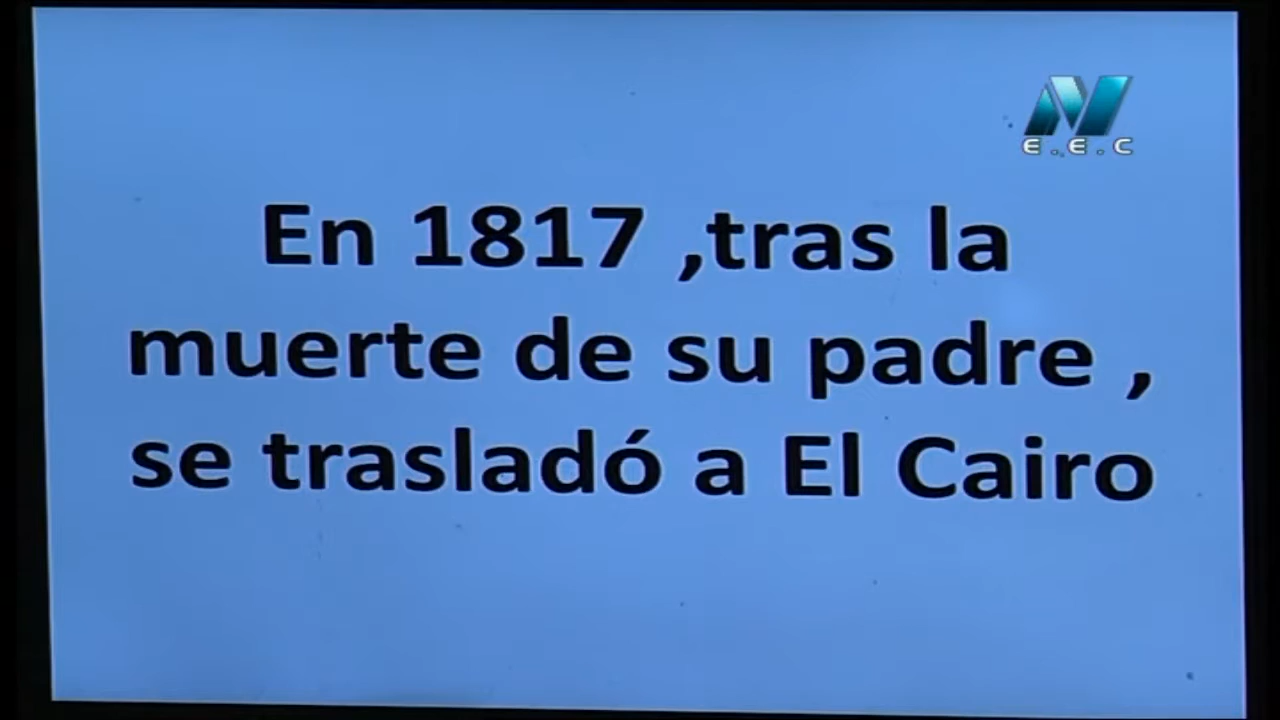 E.E.C
En 1817 ,tras la
muerte de su padre ,
se trasladó a El Cairo